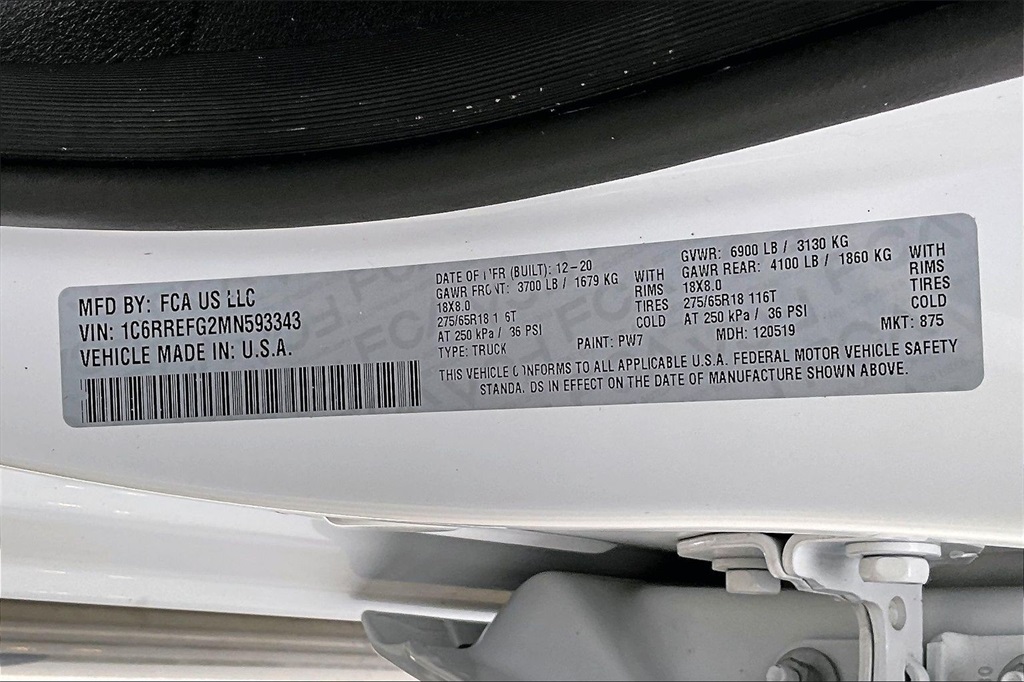 MFD BY: FCA US LLC
VIN: 1C6RREFG2MN593343
VEHICLE MADE IN: U.S.A.
DATE OF MFR (BUILT): 12-20
GAWR FRONT: 3700 LB / 1679 KG WITH
18X8.0 RIMS
275/65R18 116T TIRES
AT 250 kPa / 36 PSI COLD
TYPE: TRUCK PAINT: PW7
GVWR: 6900 LB / 3130 KG
GAWR REAR: 4100 LB / 1860 KG WITH
18X8.0 RIMS
275/65R18 116T TIRES
AT 250 kPa / 36 PSI COLD
MDH: 120519 MKT: 875
THIS VEHICLE CONFORMS TO ALL APPLICABLE U.S.A. FEDERAL MOTOR VEHICLE SAFETY
STANDARDS IN EFFECT ON THE DATE OF MANUFACTURE SHOWN ABOVE.